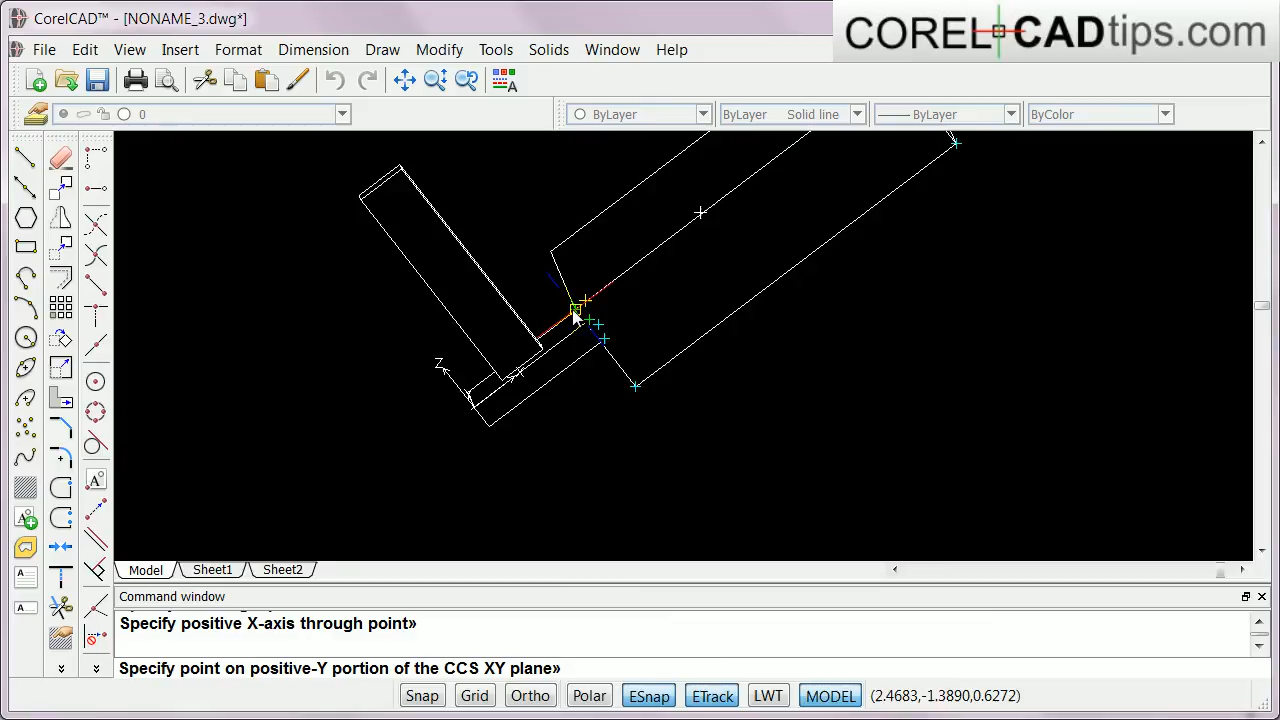 CorelCAD™ - [NONAME_3.dwg*]
CORELCADtips.com
File Edit View Insert Format Dimension Draw Modify Tools Solids Window Help
0 ByLayer ByLayer Solid line ByLayer ByColor
Z
X
Model Sheet1 Sheet2
Command window
Specify positive X-axis through point»
Specify point on positive-Y portion of the CCS XY plane»
Snap Grid Ortho Polar ESnap ETrack LWT MODEL (2.4683,-1.3890,0.6272)